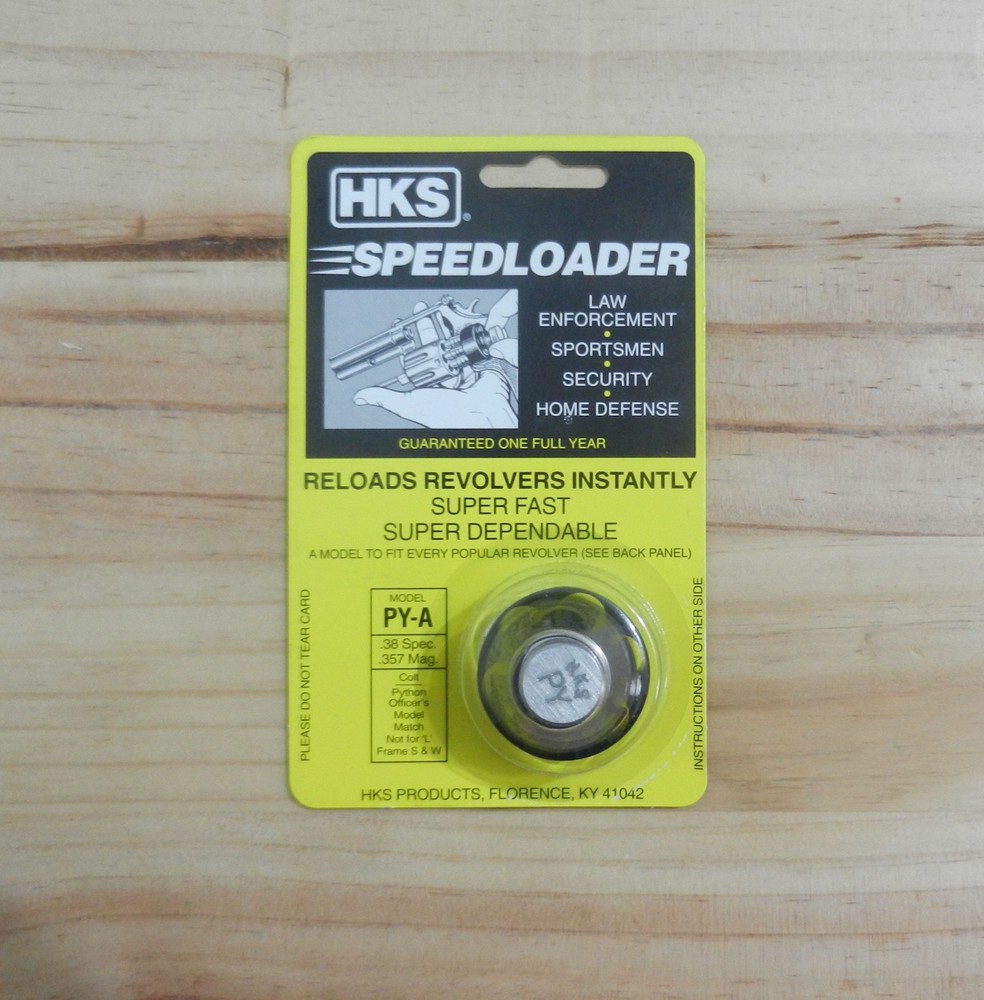 HKS®
SPEEDLOADER
LAW
ENFORCEMENT
•
SPORTSMEN
•
SECURITY
•
HOME DEFENSE
GUARANTEED ONE FULL YEAR
RELOADS REVOLVERS INSTANTLY
SUPER FAST
SUPER DEPENDABLE
A MODEL TO FIT EVERY POPULAR REVOLVER (SEE BACK PANEL)
PLEASE DO NOT TEAR CARD
MODEL
PY-A
.38 Spec.
.357 Mag.
Colt
Python
Officer's
Model
Match
Not for 'L'
Frame S & W
HKS
PY
INSTRUCTIONS ON OTHER SIDE
HKS PRODUCTS, FLORENCE, KY 41042